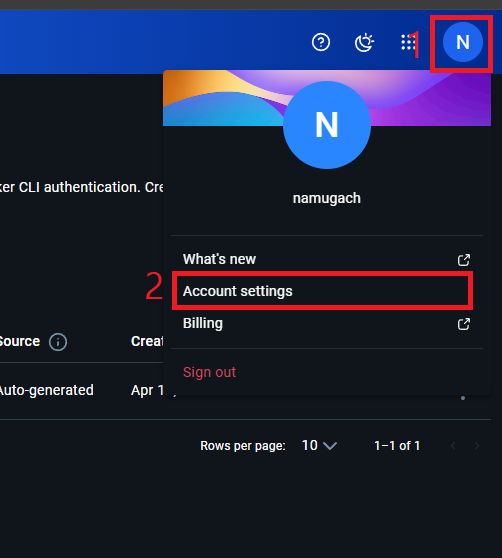 1
N
N
namugach
ker CLI authentication. Cre
What's new
2
Account settings
Billing
Source
Creat
Sign out
Auto-generated
Apr 1
Rows per page: 10
1–1 of 1